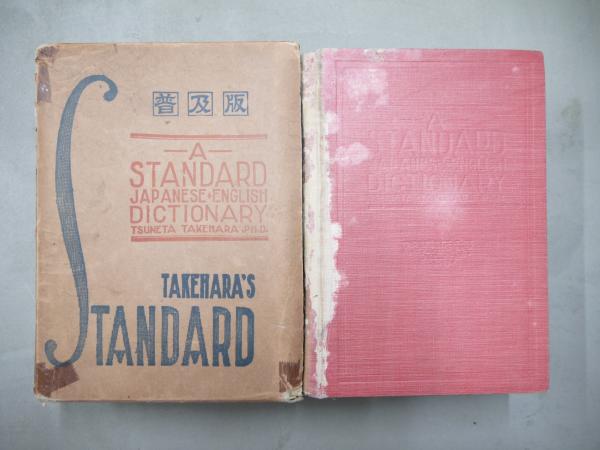 普及版
—A—
STANDARD
JAPANESE-ENGLISH
DICTIONARY
TSUNETA TAKEHARA·PH.D.
TAKEHARA'S
STANDARD
A
STANDARD
JAPANESE-ENGLISH
DICTIONARY